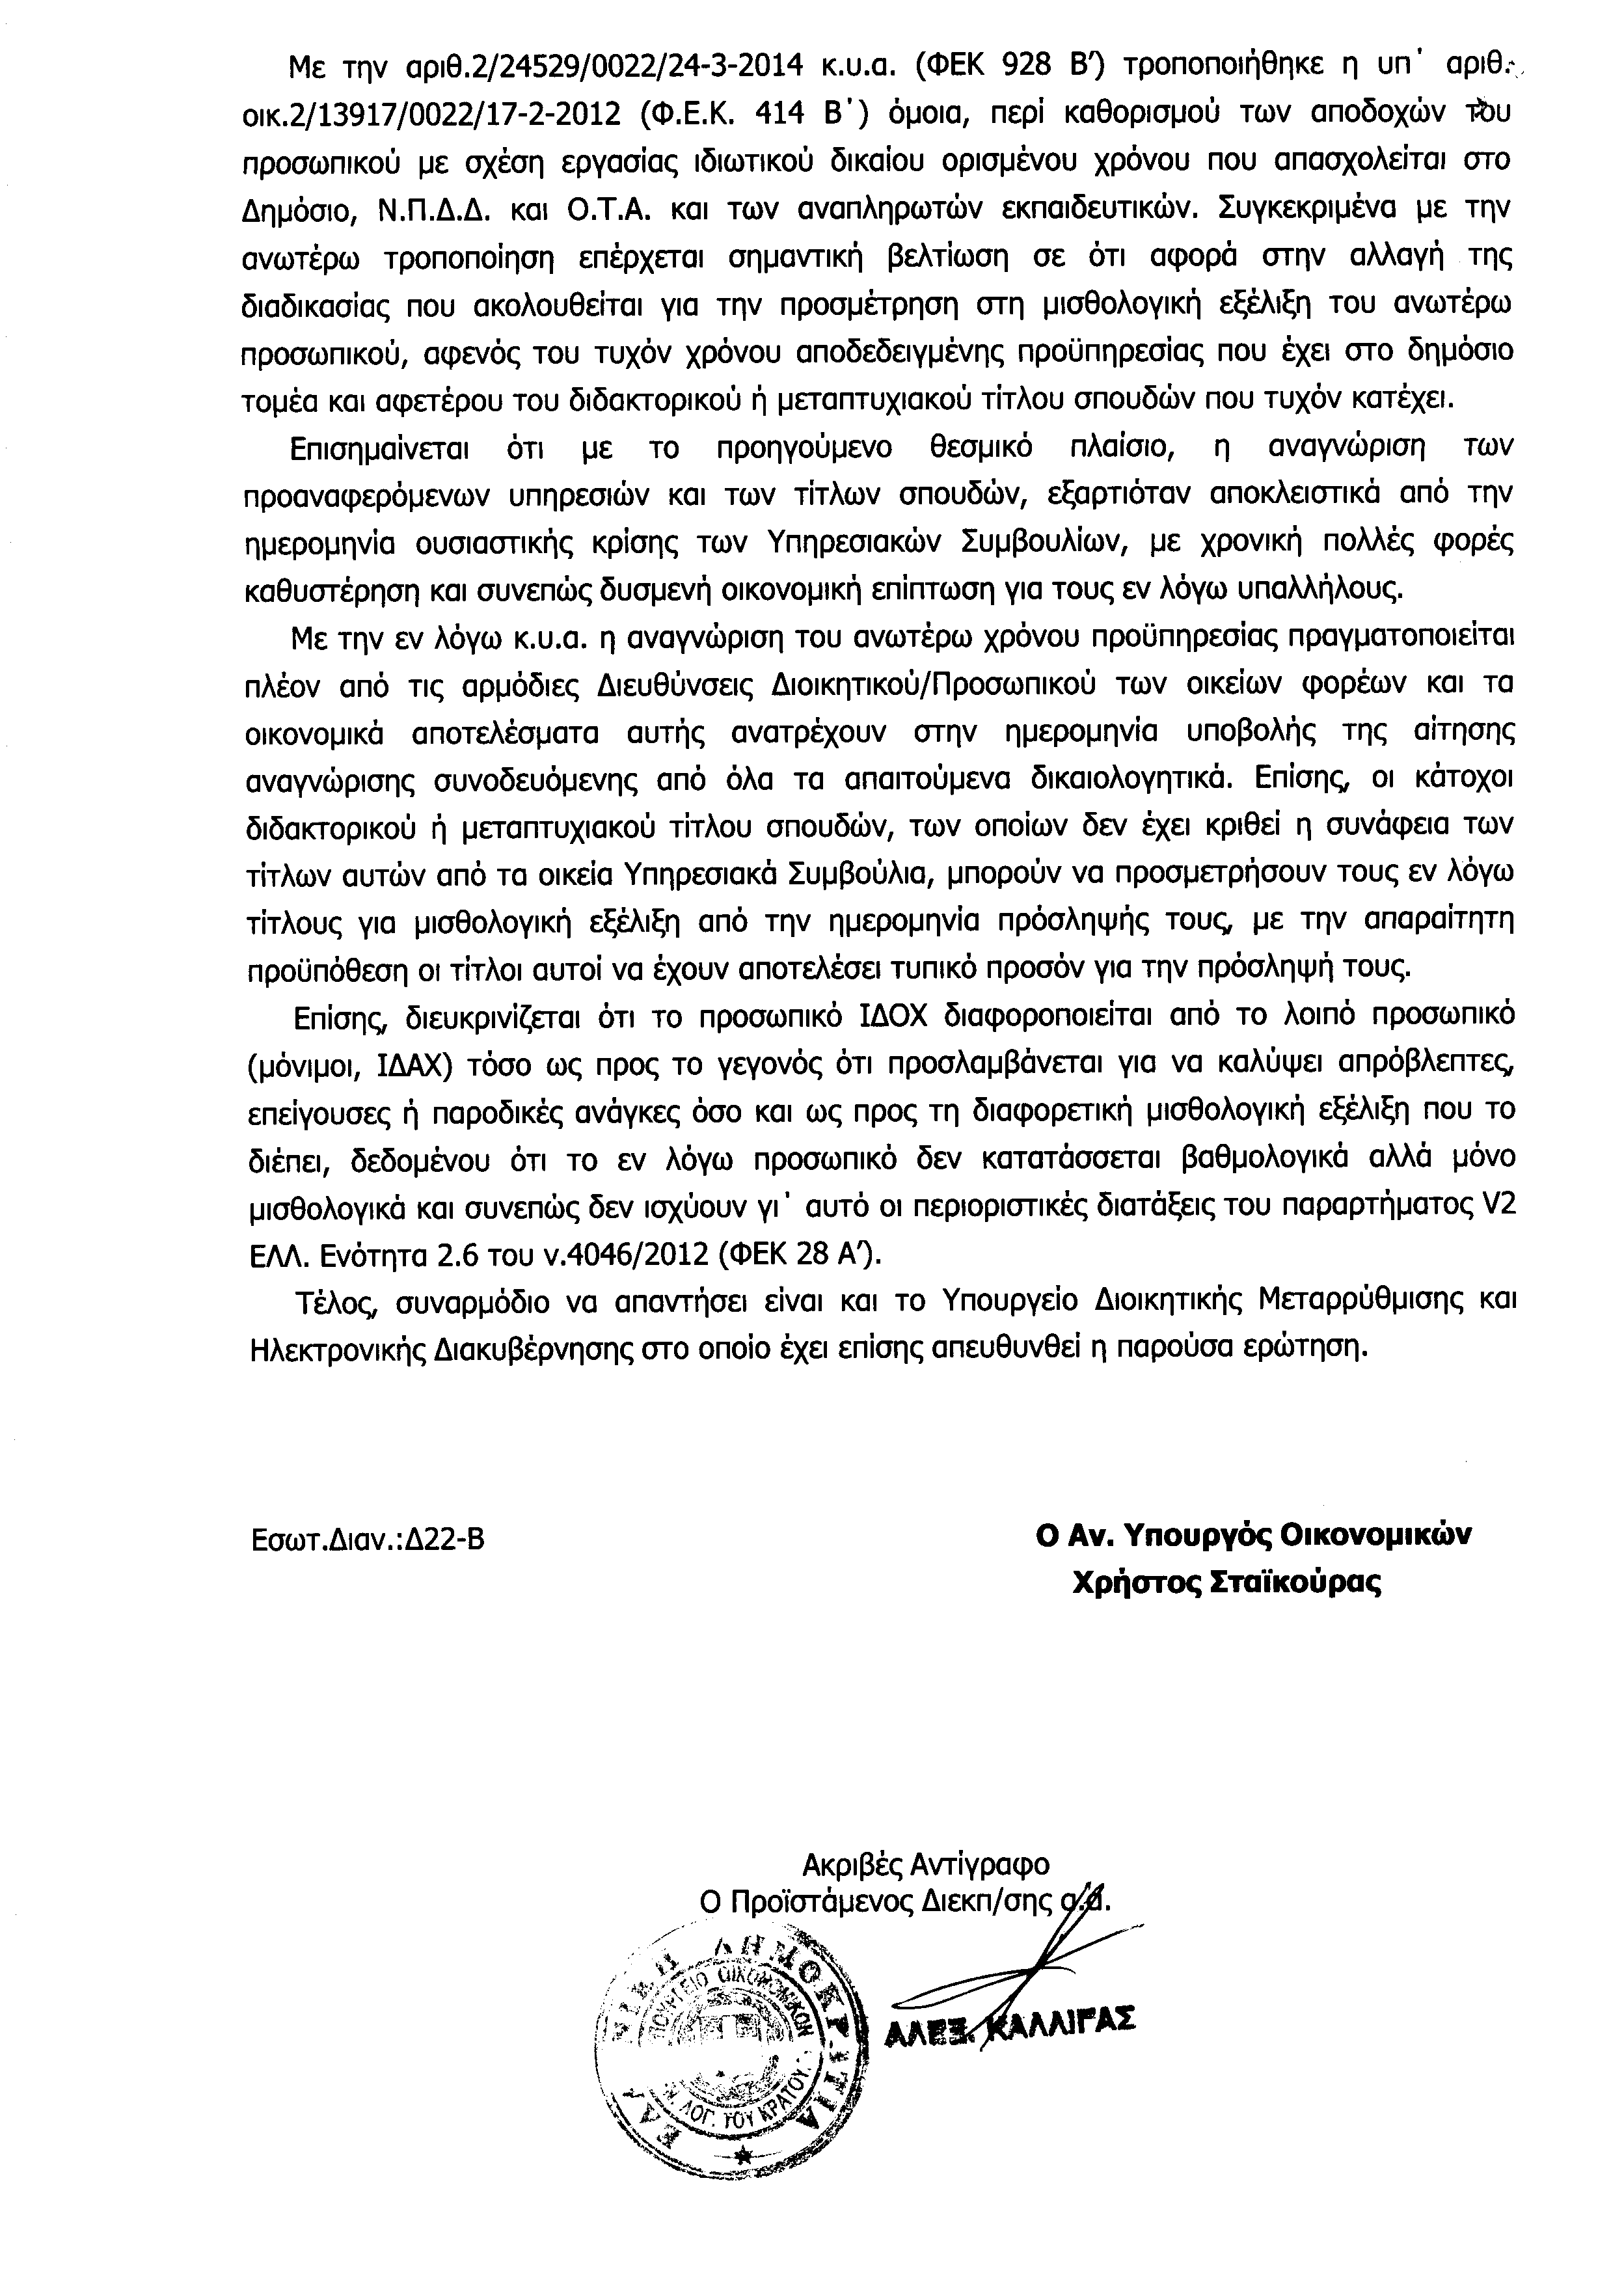 Με την αριθ.2/24529/0022/24-3-2014 κ.υ.α. (ΦΕΚ 928 Β') τροποποιήθηκε η υπ' αριθ.
οικ.2/13917/0022/17-2-2012 (Φ.Ε.Κ. 414 Β') όμοια, περί καθορισμού των αποδοχών του
προσωπικού με σχέση εργασίας ιδιωτικού δικαίου ορισμένου χρόνου που απασχολείται στο
Δημόσιο, Ν.Π.Δ.Δ. και Ο.Τ.Α. και των αναπληρωτών εκπαιδευτικών. Συγκεκριμένα με την
ανωτέρω τροποποίηση επέρχεται σημαντική βελτίωση σε ότι αφορά στην αλλαγή της
διαδικασίας που ακολουθείται για την προσμέτρηση στη μισθολογική εξέλιξη του ανωτέρω
προσωπικού, αφενός του τυχόν χρόνου αποδεδειγμένης προϋπηρεσίας που έχει στο δημόσιο
τομέα και αφετέρου του διδακτορικού ή μεταπτυχιακού τίτλου σπουδών που τυχόν κατέχει.
Επισημαίνεται ότι με το προηγούμενο θεσμικό πλαίσιο, η αναγνώριση των
προαναφερόμενων υπηρεσιών και των τίτλων σπουδών, εξαρτιόταν αποκλειστικά από την
ημερομηνία ουσιαστικής κρίσης των Υπηρεσιακών Συμβουλίων, με χρονική πολλές φορές
καθυστέρηση και συνεπώς δυσμενή οικονομική επίπτωση για τους εν λόγω υπαλλήλους.
Με την εν λόγω κ.υ.α. η αναγνώριση του ανωτέρω χρόνου προϋπηρεσίας πραγματοποιείται
πλέον από τις αρμόδιες Διευθύνσεις Διοικητικού/Προσωπικού των οικείων φορέων και τα
οικονομικά αποτελέσματα αυτής ανατρέχουν στην ημερομηνία υποβολής της αίτησης
αναγνώρισης συνοδευόμενης από όλα τα απαιτούμενα δικαιολογητικά. Επίσης, οι κάτοχοι
διδακτορικού ή μεταπτυχιακού τίτλου σπουδών, των οποίων δεν έχει κριθεί η συνάφεια των
τίτλων αυτών από τα οικεία Υπηρεσιακά Συμβούλια, μπορούν να προσμετρήσουν τους εν λόγω
τίτλους για μισθολογική εξέλιξη από την ημερομηνία πρόσληψής τους, με την απαραίτητη
προϋπόθεση οι τίτλοι αυτοί να έχουν αποτελέσει τυπικό προσόν για την πρόσληψή τους.
Επίσης, διευκρινίζεται ότι το προσωπικό ΙΔΟΧ διαφοροποιείται από το λοιπό προσωπικό
(μόνιμοι, ΙΔΑΧ) τόσο ως προς το γεγονός ότι προσλαμβάνεται για να καλύψει απρόβλεπτες,
επείγουσες ή παροδικές ανάγκες όσο και ως προς τη διαφορετική μισθολογική εξέλιξη που το
διέπει, δεδομένου ότι το εν λόγω προσωπικό δεν κατατάσσεται βαθμολογικά αλλά μόνο
μισθολογικά και συνεπώς δεν ισχύουν γι' αυτό οι περιοριστικές διατάξεις του παραρτήματος V2
ΕΛΛ. Ενότητα 2.6 του ν.4046/2012 (ΦΕΚ 28 Α').
Τέλος, συναρμόδιο να απαντήσει είναι και το Υπουργείο Διοικητικής Μεταρρύθμισης και
Ηλεκτρονικής Διακυβέρνησης στο οποίο έχει επίσης απευθυνθεί η παρούσα ερώτηση.
Εσωτ.Διαν.:Δ22-Β
Ο Αν. Υπουργός Οικονομικών
Χρήστος Σταϊκούρας
Ακριβές Αντίγραφο
Ο Προϊστάμενος Διεκπ/σης α.α.
ΔΗΜΟΚΡΑΤΙΑ
ΟΙΚΟΝΟΜΙΚΩΝ
ΛΟΓ. ΤΟΥ ΚΡΑΤΟΥ
ΑΛΕΞ. ΚΑΛΛΙΓΑΣ